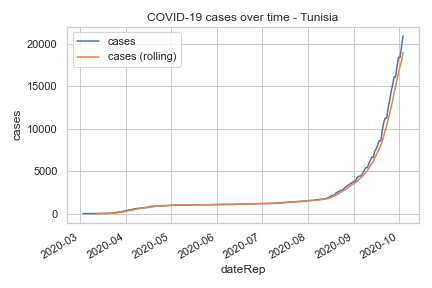 COVID-19 cases over time - Tunisia
cases
cases (rolling)
20000
15000
10000
5000
0
cases
2020-03
2020-04
2020-05
2020-06
2020-07
2020-08
2020-09
2020-10
dateRep